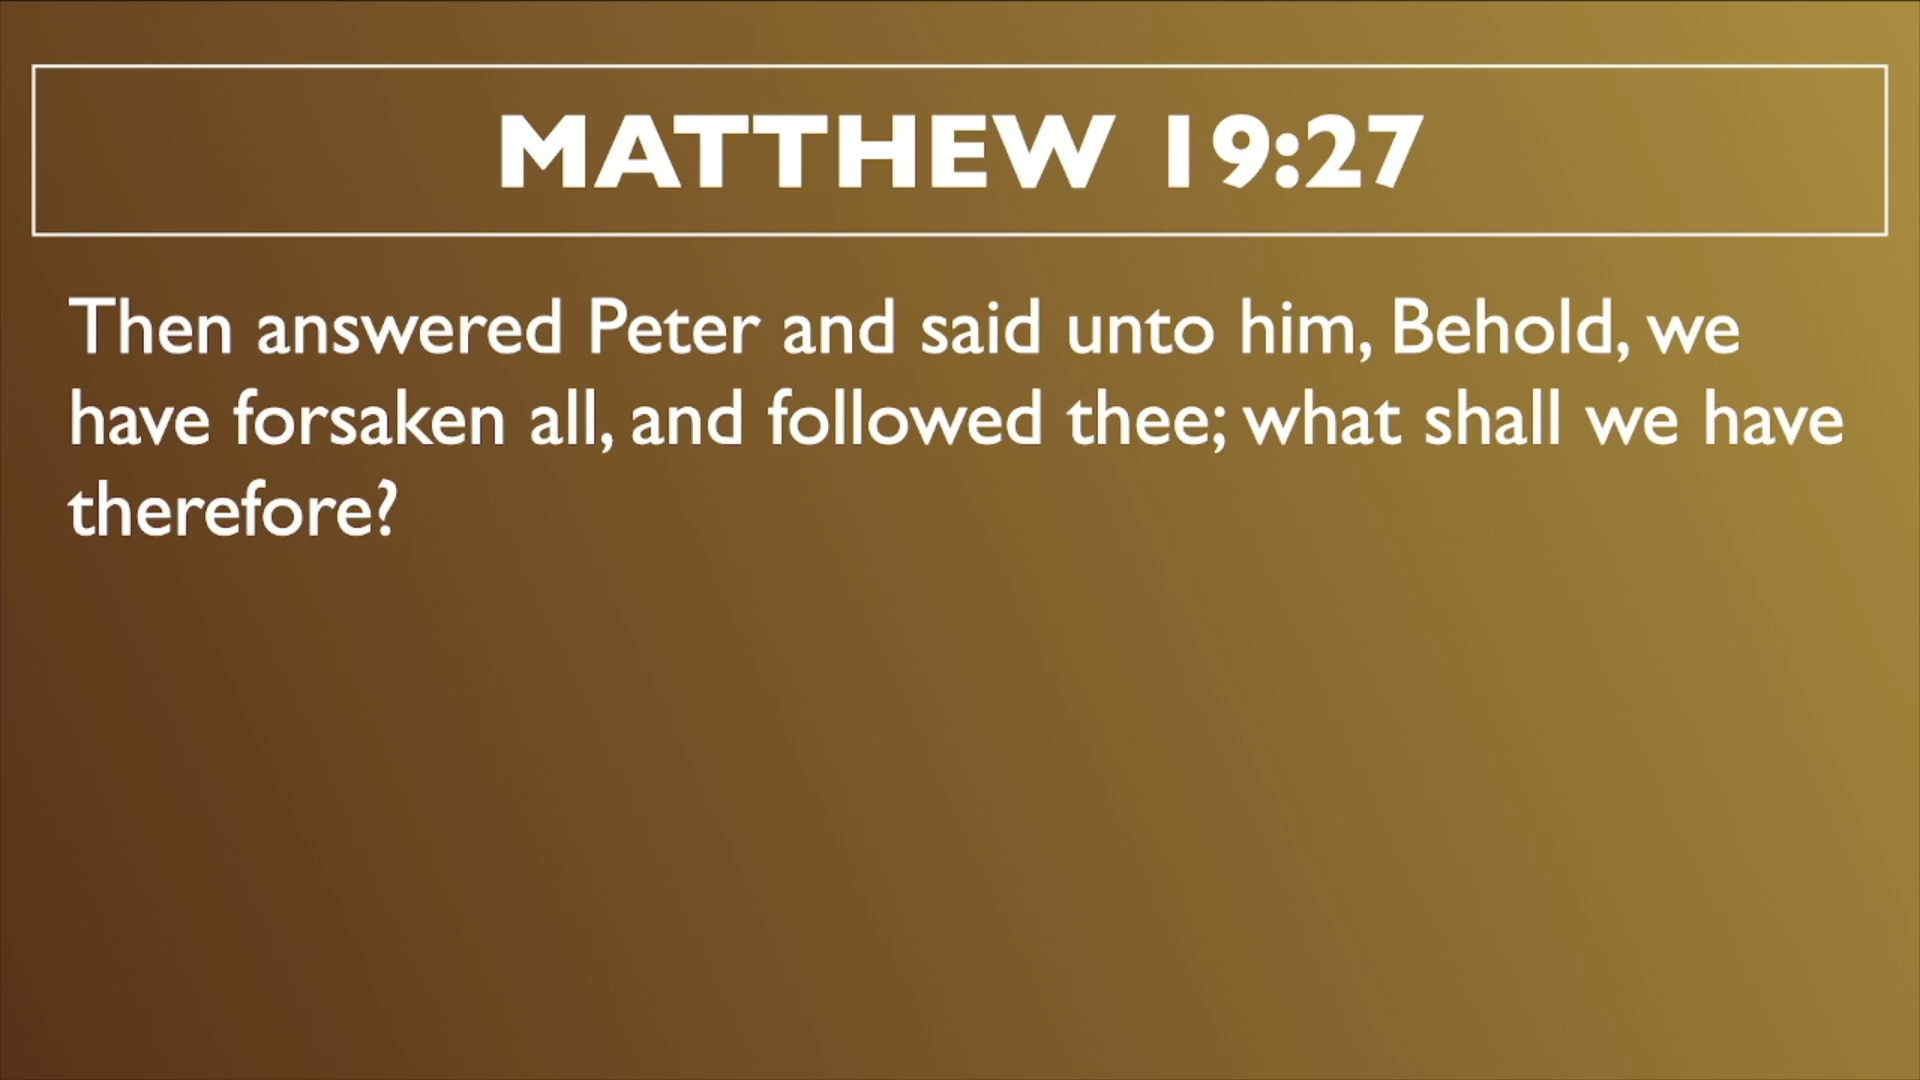 MATTHEW 19:27
Then answered Peter and said unto him, Behold, we
have forsaken all, and followed thee; what shall we have
therefore?